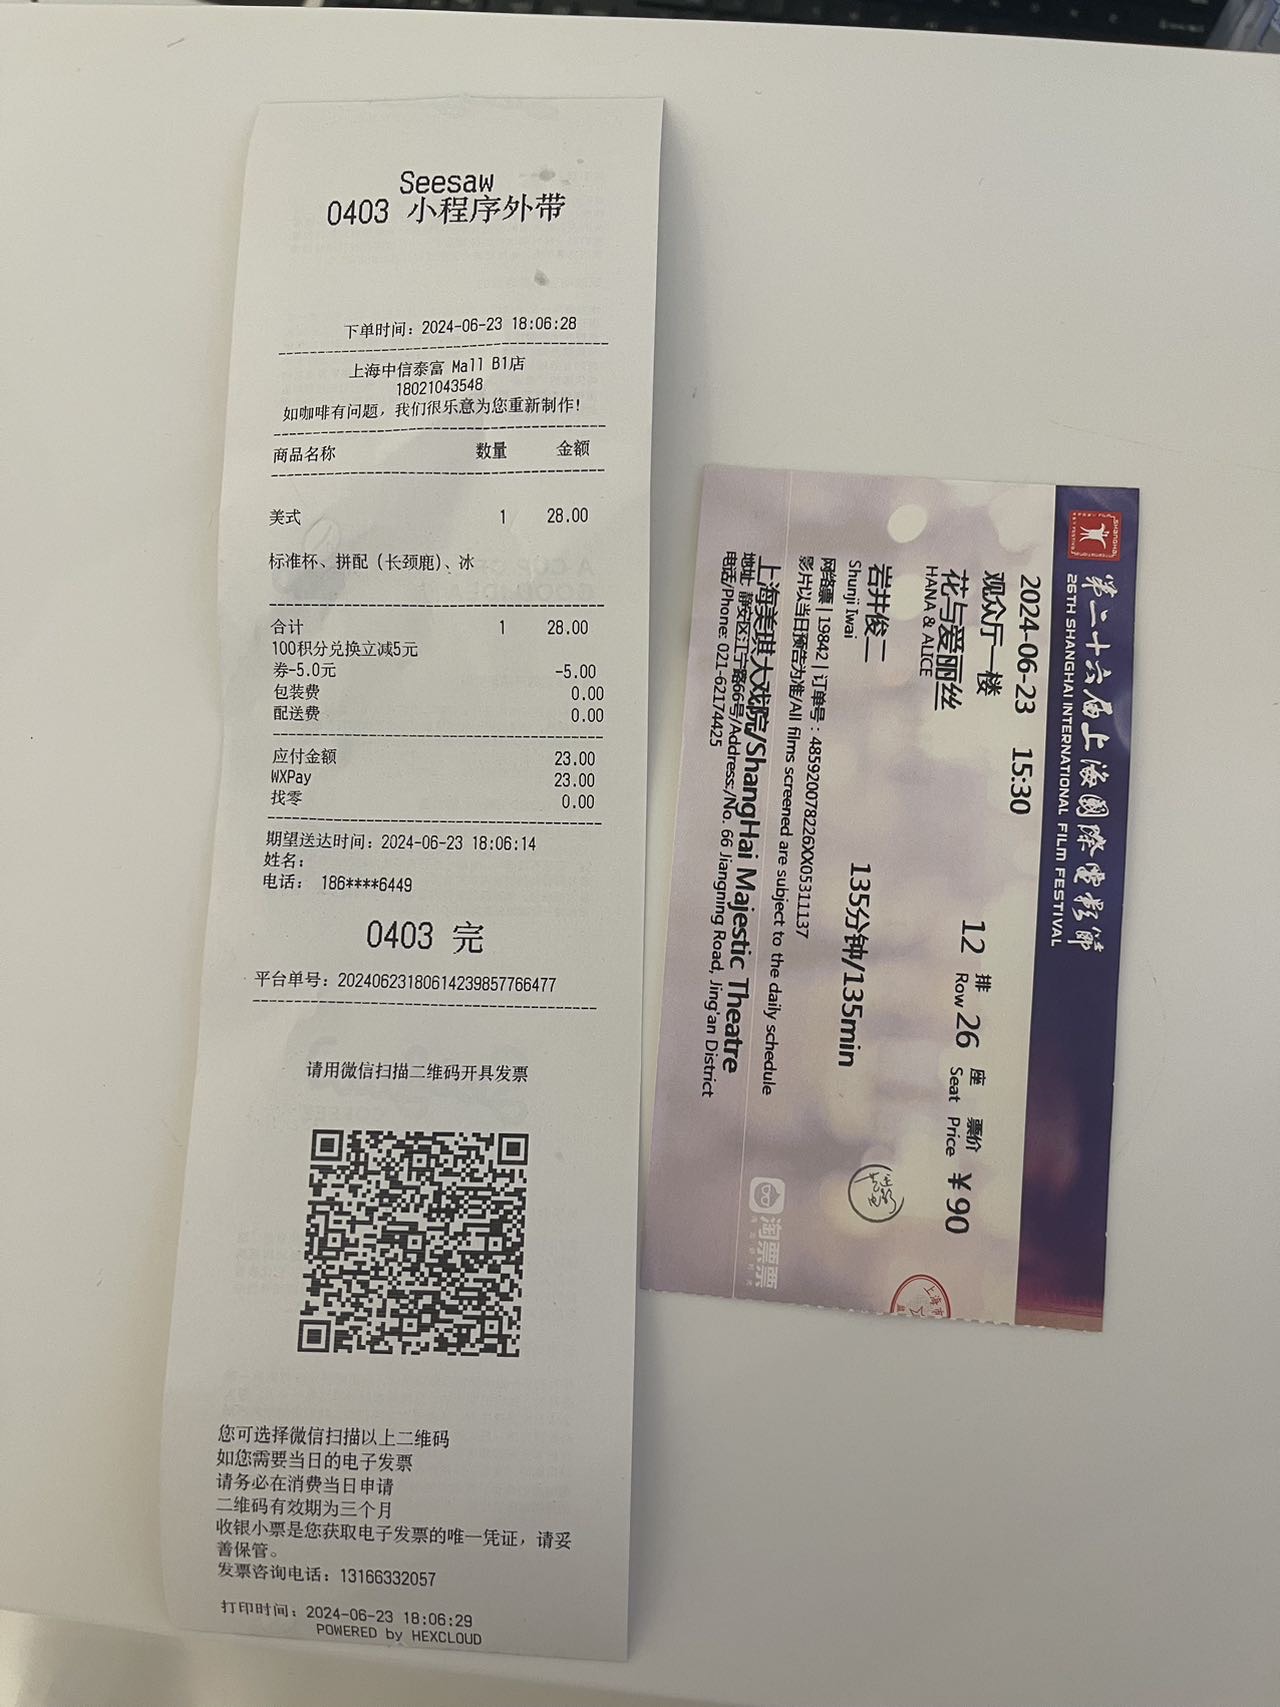 Seesaw
0403 小程序外带
下单时间：2024-06-23 18:06:28
上海中信泰富 Mall B1店
18021043548
如咖啡有问题，我们很乐意为您重新制作！
商品名称 数量 金额
美式 1 28.00
标准杯、拼配（长颈鹿）、冰
合计 1 28.00
100积分兑换立减5元
券-5.0元 -5.00
包装费 0.00
配送费 0.00
应付金额 23.00
WXPay 23.00
找零 0.00
期望送达时间：2024-06-23 18:06:14
姓名：
电话： 186****6449
0403 完
平台单号：20240623180614239857766477
请用微信扫描二维码开具发票
您可选择微信扫描以上二维码
如您需要当日的电子发票
请务必在消费当日申请
二维码有效期为三个月
收银小票是您获取电子发票的唯一凭证，请妥
善保管。
发票咨询电话：13166332057
打印时间：2024-06-23 18:06:29
POWERED by HEXCLOUD
第二十六届上海国际电影节
26TH SHANGHAI INTERNATIONAL FILM FESTIVAL
2024-06-23 15:30
观众厅一楼
12 排 Row 26 座 Seat 票价 Price ￥90
花与爱丽丝
HANA & ALICE
岩井俊二
Shunji Iwai
135分钟/135min
网络票 | 19842 | 订单号：485920078226XX05311137
影片以当日预告为准/All films screened are subject to the daily schedule
上海美琪大戏院/ShangHai Majestic Theatre
地址: 静安区江宁路66号/Address:/No. 66 Jiangning Road, Jing'an District
电话/Phone: 021-62174425
淘票票